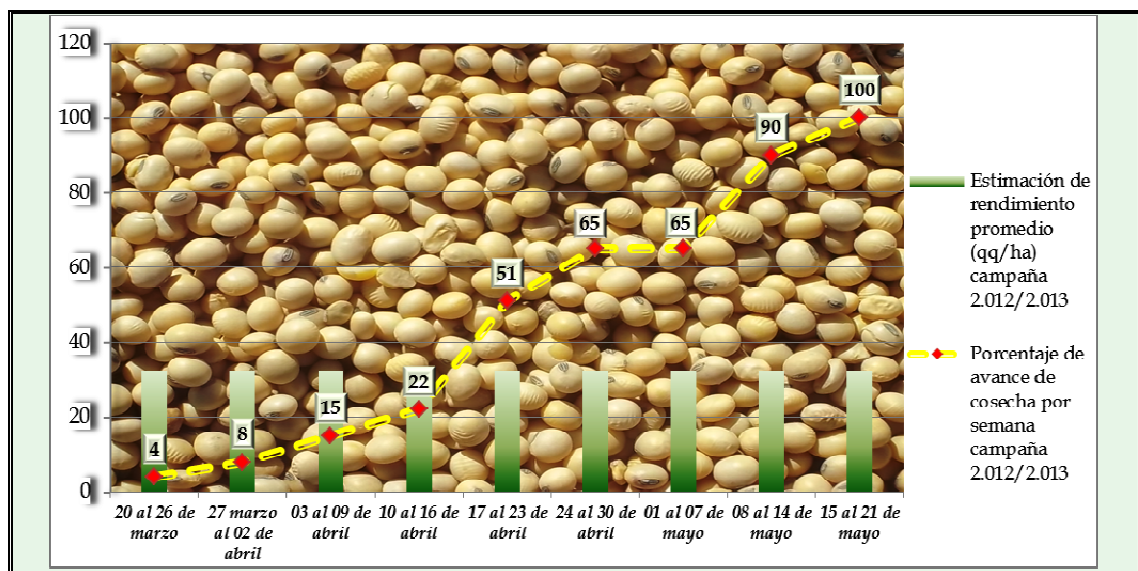 120
100
80
60
40
20
0
4
8
15
22
51
65
65
90
100
20 al 26 de
marzo
27 marzo
al 02 de
abril
03 al 09 de
abril
10 al 16 de
abril
17 al 23 de
abril
24 al 30 de
abril
01 al 07 de
mayo
08 al 14 de
mayo
15 al 21 de
mayo
Estimación de
rendimiento
promedio
(qq/ha)
campaña
2.012/2.013
Porcentaje de
avance de
cosecha por
semana
campaña
2.012/2.013